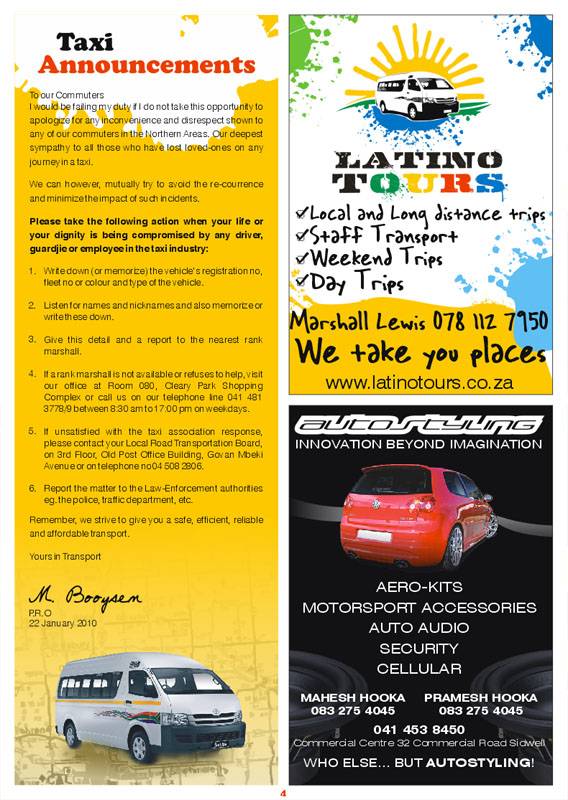 Taxi
Announcements
To our Commuters
I would be failing my duty if I do not take this opportunity to
apologize for any inconvenience and disrespect shown to
any of our commuters in the Northern Areas. Our deepest
sympathy to all those who have lost loved-ones on any
journey in a taxi.
We can however, mutually try to avoid the re-courrence
and minimize the impact of such incidents.
Please take the following action when your life or
your dignity is being compromised by any driver,
guardjie or employee in the taxi industry:
1. Write down (or memorize) the vehicle's registration no,
fleet no or colour and type of the vehicle.
2. Listen for names and nicknames and also memorize or
write these down.
3. Give this detail and a report to the nearest rank
marshall.
4. If a rank marshall is not available or refuses to help, visit
our office at Room 080, Cleary Park Shopping
Complex or call us on our telephone line 041 481
3778/9 between 8:30 am to 17:00 pm on weekdays.
5. If unsatisfied with the taxi association response,
please contact your Local Road Transportation Board,
on 3rd Floor, Old Post Office Building, Govan Mbeki
Avenue or on telephone no 04 508 2806.
6. Report the matter to the Law-Enforcement authorities
eg. the police, traffic department, etc.
Remember, we strive to give you a safe, efficient, reliable
and affordable transport.
Yours in Transport
M. Booysen
P.R.O
22 January 2010
LATINO
TOURS
Local and Long distance trips
Staff Transport
Weekend Trips
Day Trips
Marshall Lewis 078 112 7950
We take you places
www.latinotours.co.za
autostyling
INNOVATION BEYOND IMAGINATION
AERO-KITS
MOTORSPORT ACCESSORIES
AUTO AUDIO
SECURITY
CELLULAR
MAHESH HOOKA PRAMESH HOOKA
083 275 4045 083 275 4045
041 453 8450
Commercial Centre 32 Commercial Road Sidwell
WHO ELSE... BUT AUTOSTYLING!
4